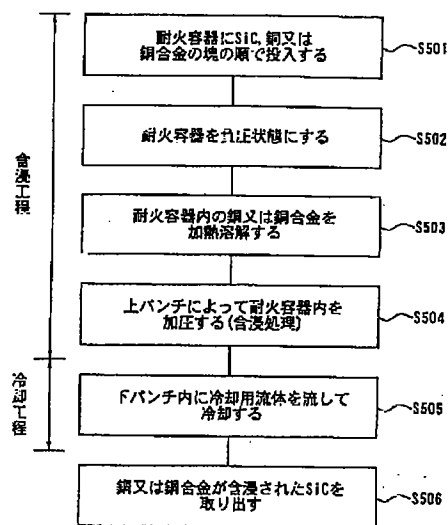 耐火容器にSiC,銅又は
銅合金の塊の順で投入する
S501
耐火容器を負圧状態にする
S502
含浸工程
耐火容器内の銅又は銅合金を
加熱溶解する
S503
上パンチによって耐火容器内を
加圧する(含浸処理)
S504
冷却工程
下パンチ内に冷却用流体を流して
冷却する
S505
銅又は銅合金が含浸されたSiCを
取り出す
S506